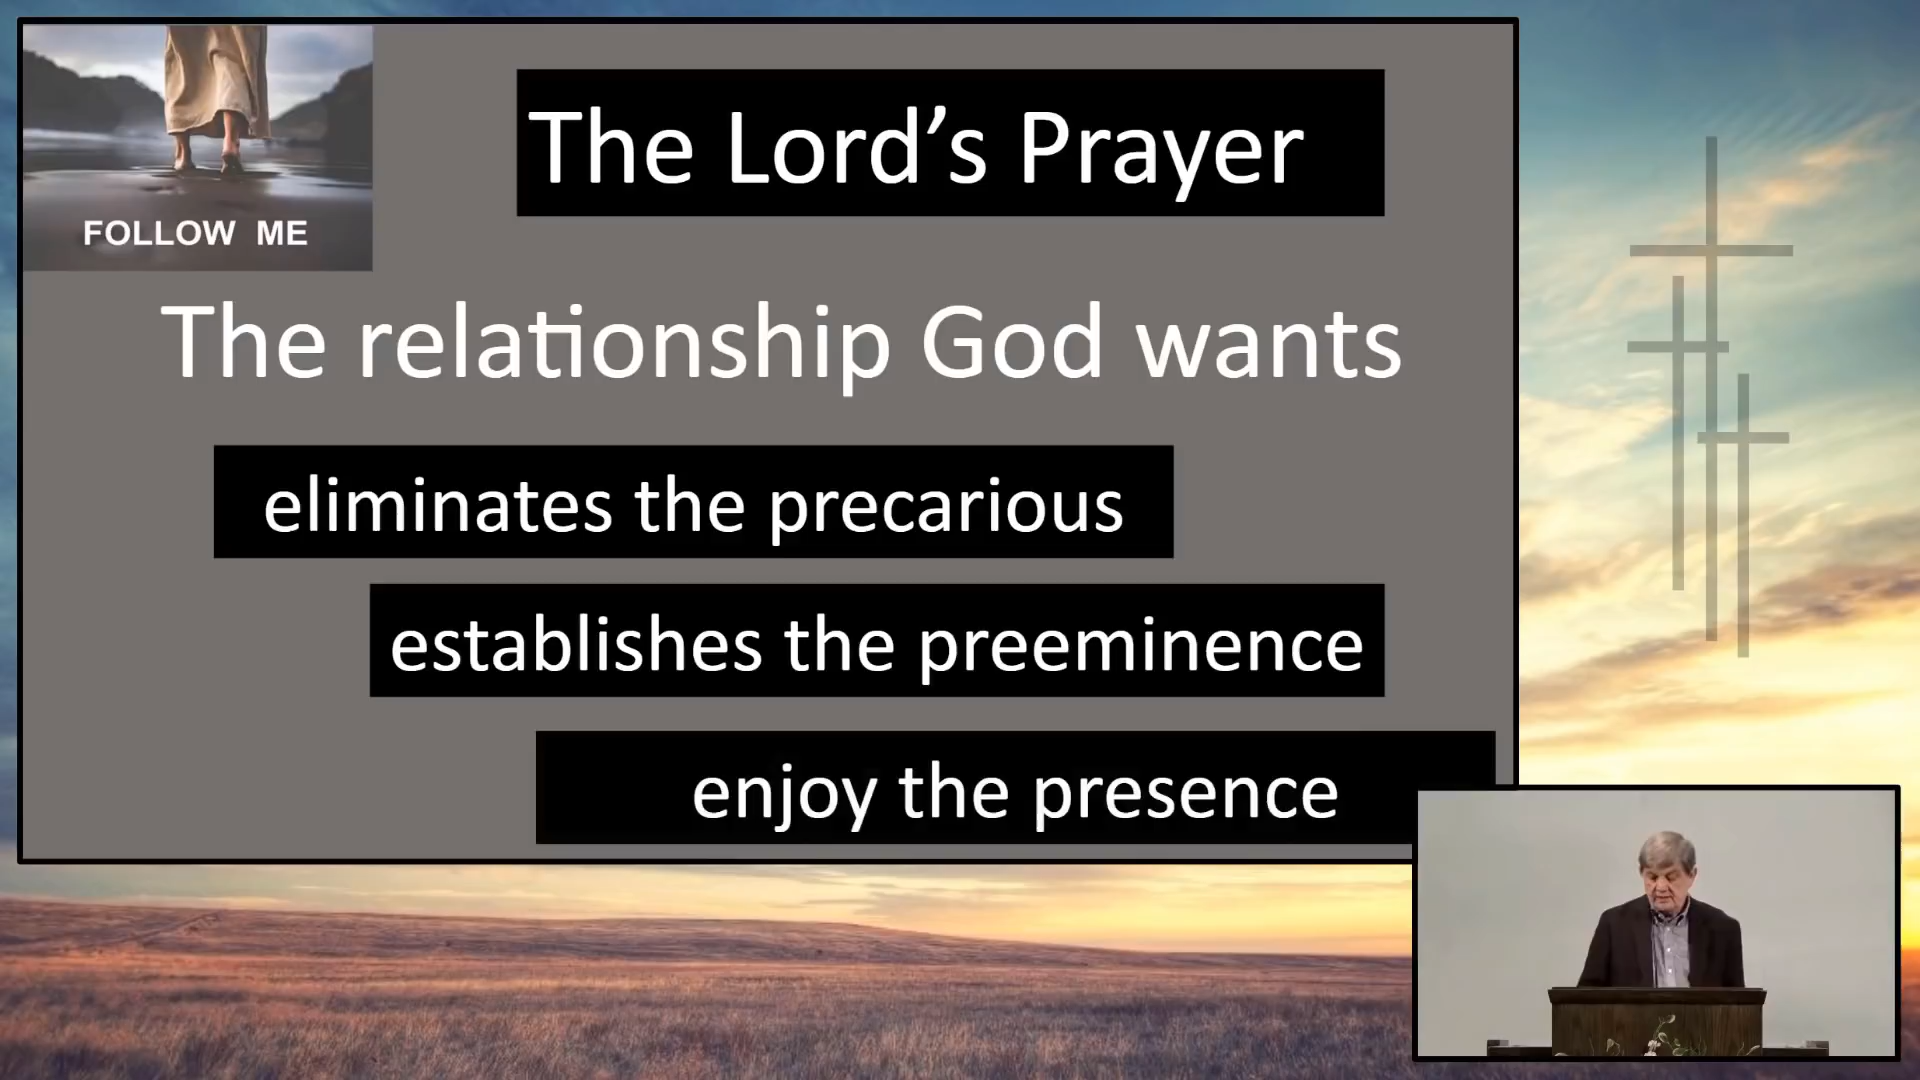 FOLLOW ME
The Lord’s Prayer
The relationship God wants
eliminates the precarious
establishes the preeminence
enjoy the presence